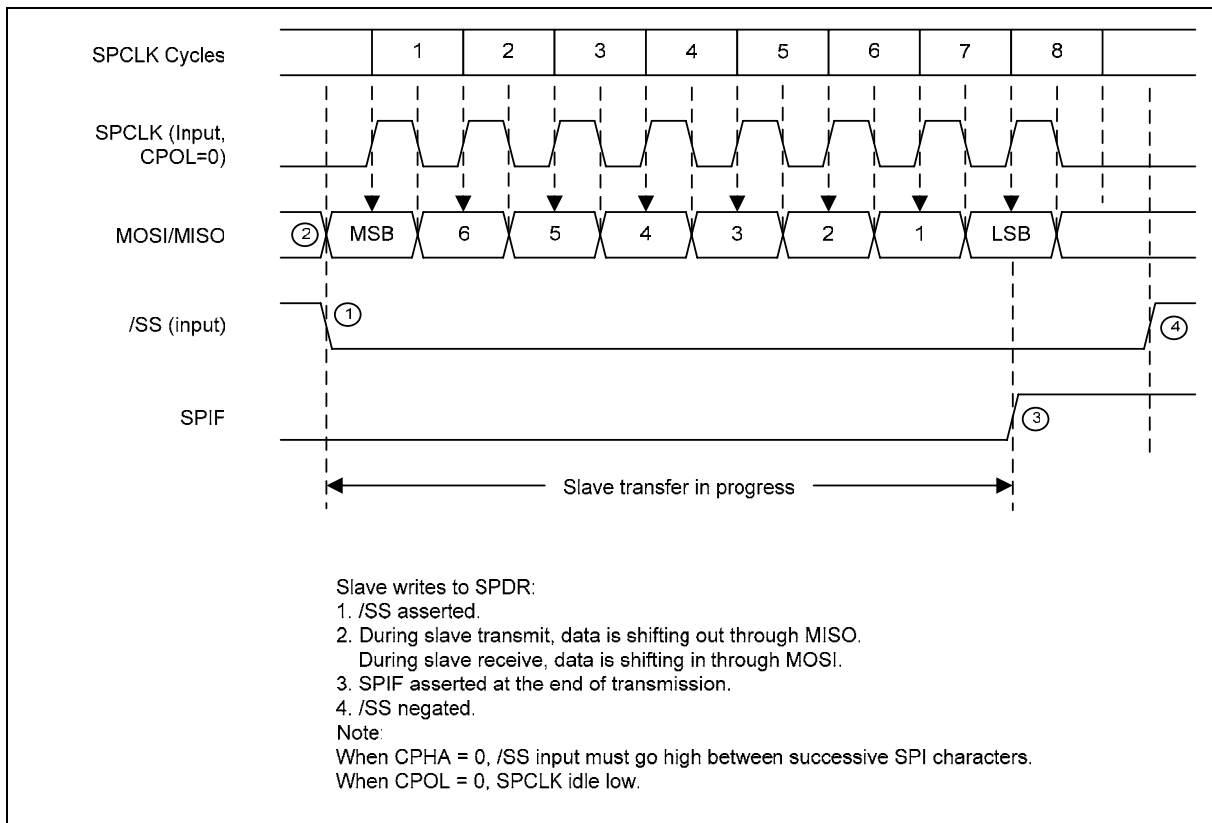 SPCLK Cycles
1 2 3 4 5 6 7 8
SPCLK (Input,
CPOL=0)
MOSI/MISO
2 MSB 6 5 4 3 2 1 LSB
/SS (input)
1
4
SPIF
3
Slave transfer in progress
Slave writes to SPDR:
1. /SS asserted.
2. During slave transmit, data is shifting out through MISO.
During slave receive, data is shifting in through MOSI.
3. SPIF asserted at the end of transmission.
4. /SS negated.
Note:
When CPHA = 0, /SS input must go high between successive SPI characters.
When CPOL = 0, SPCLK idle low.